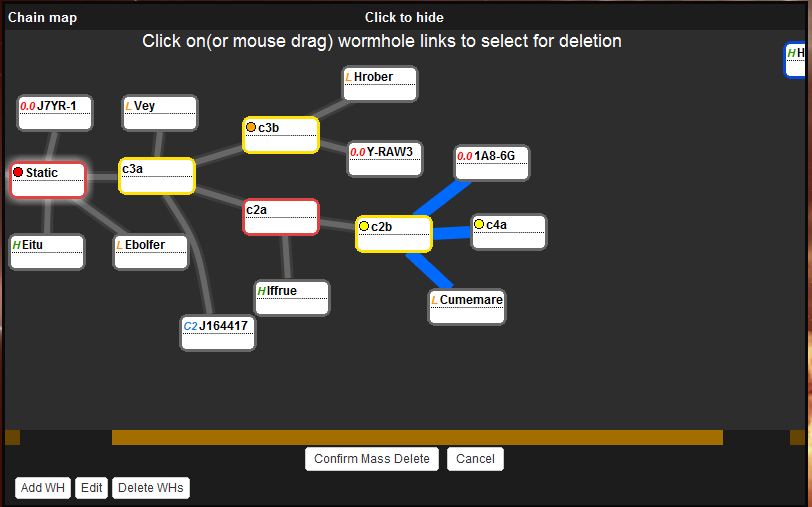 Chain map
Click to hide
Click on(or mouse drag) wormhole links to select for deletion
H H
L Hrober
0.0 J7YR-1
L Vey
c3b
0.0 Y-RAW3
0.0 1A8-6G
Static
c3a
c2a
c2b
c4a
H Eitu
L Ebolfer
H Iffrue
L Cumemare
C2 J164417
Confirm Mass Delete
Cancel
Add WH
Edit
Delete WHs